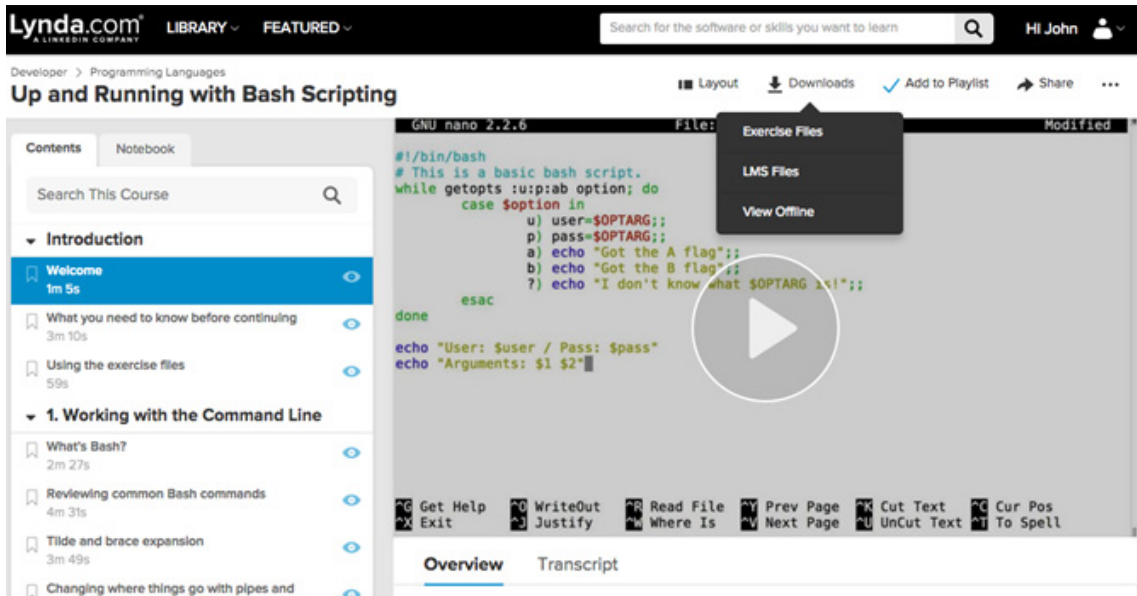 Lynda.com®
A LINKEDIN COMPANY
LIBRARY
FEATURED
Search for the software or skills you want to learn
Hi John
Developer > Programming Languages
Up and Running with Bash Scripting
Layout
Downloads
Add to Playlist
Share
...
Exercise Files
LMS Files
View Offline
Contents
Notebook
Search This Course
Introduction
Welcome
1m 5s
What you need to know before continuing
3m 10s
Using the exercise files
59s
1. Working with the Command Line
What's Bash?
2m 27s
Reviewing common Bash commands
4m 31s
Tilde and brace expansion
3m 49s
Changing where things go with pipes and
GNU nano 2.2.6 File: Modified
#!/bin/bash
# This is a basic bash script.
while getopts :u:p:ab option; do
case $option in
u) user=$OPTARG;;
p) pass=$OPTARG;;
a) echo "Got the A flag";;
b) echo "Got the B flag";;
?) echo "I don't know what $OPTARG is!";;
esac
done
echo "User: $user / Pass: $pass"
echo "Arguments: $1 $2"
^G Get Help ^O WriteOut ^R Read File ^Y Prev Page ^K Cut Text ^C Cur Pos
^X Exit ^J Justify ^W Where Is ^V Next Page ^U UnCut Text ^T To Spell
Overview
Transcript